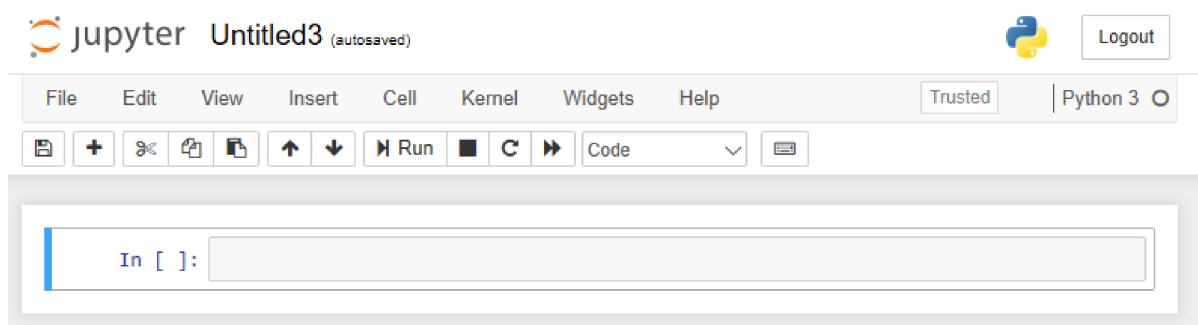 jupyter Untitled3 (autosaved) Logout
File Edit View Insert Cell Kernel Widgets Help Trusted Python 3
Run Code
In [ ]: